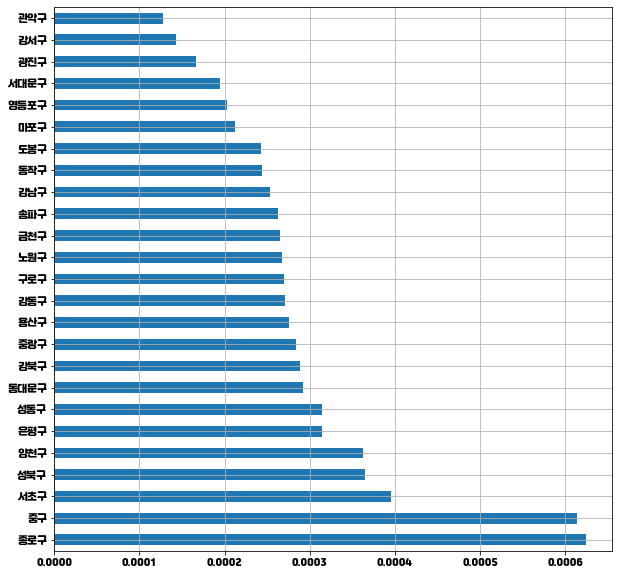 관악구
강서구
광진구
서대문구
영등포구
마포구
도봉구
동작구
강남구
송파구
금천구
노원구
구로구
강동구
용산구
중랑구
강북구
동대문구
성동구
은평구
양천구
성북구
서초구
중구
종로구
0.0000 0.0001 0.0002 0.0003 0.0004 0.0005 0.0006